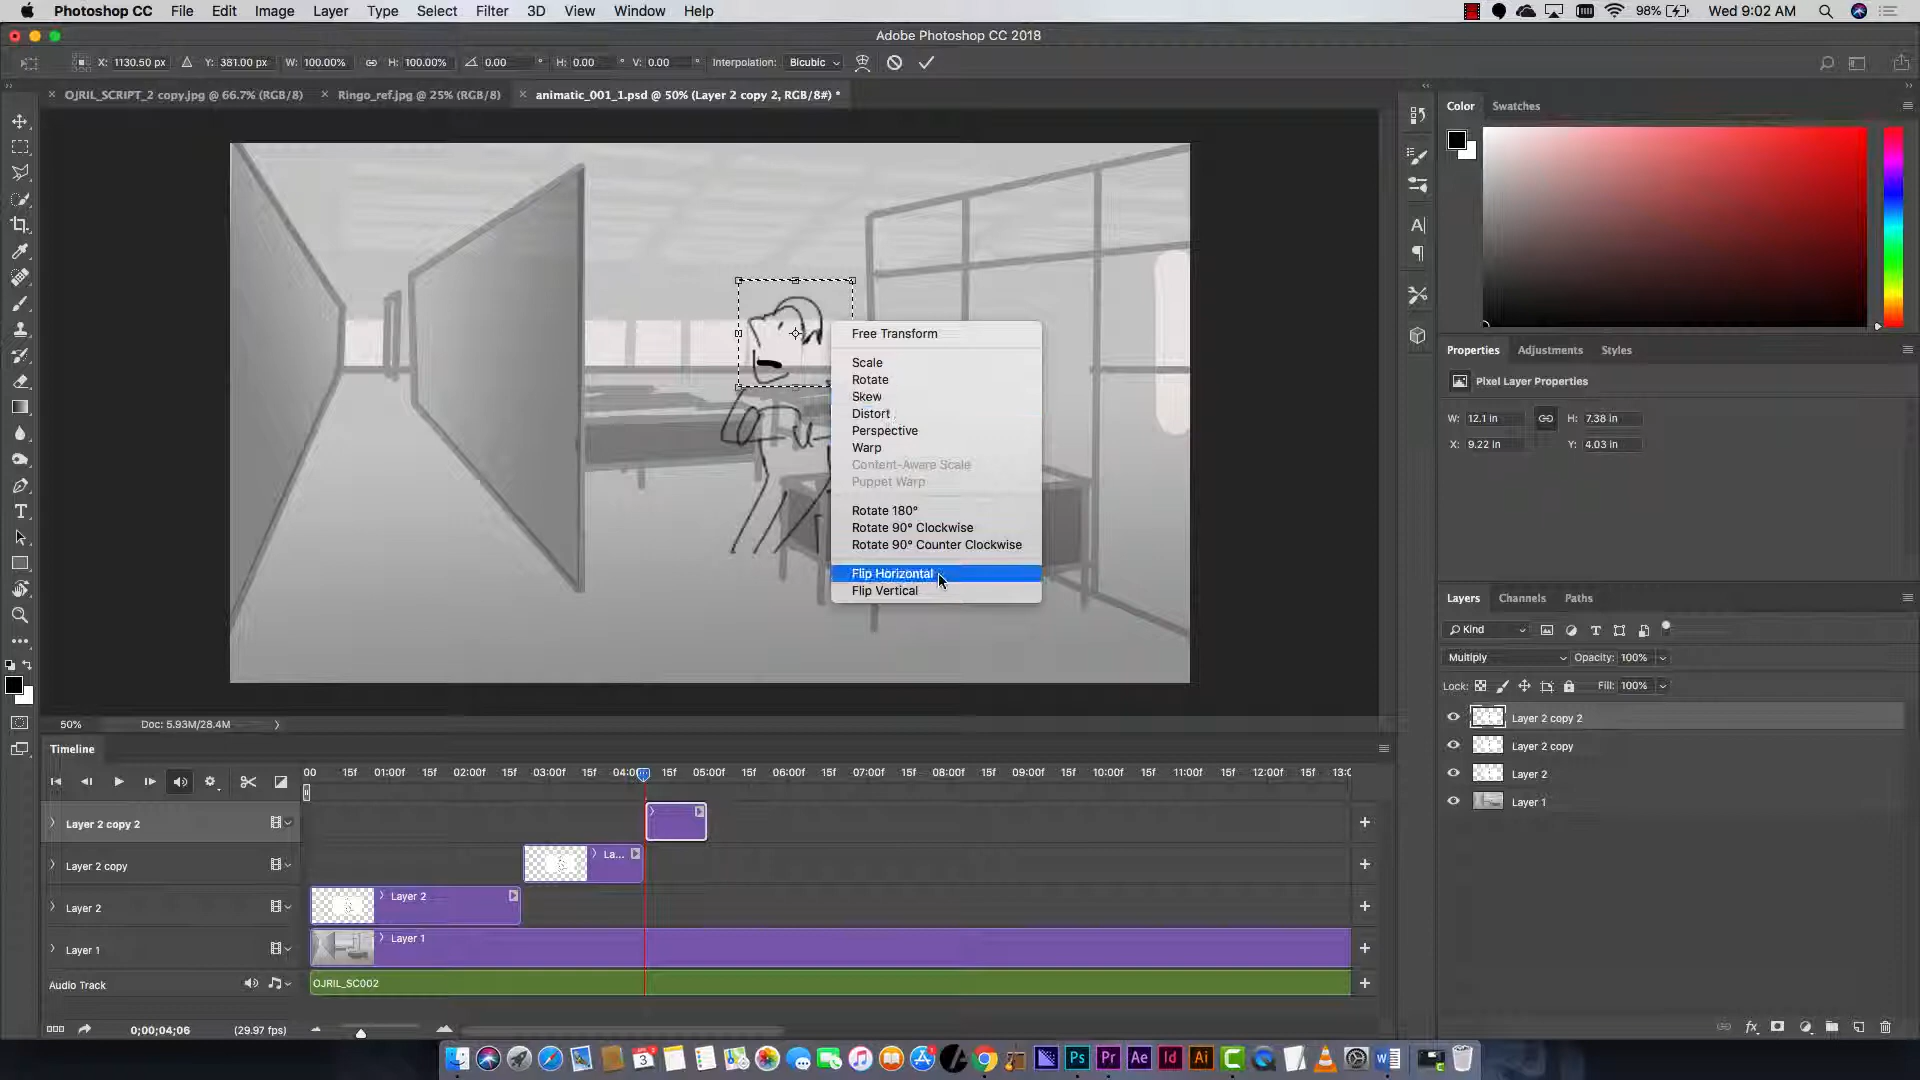 Photoshop CC File Edit Image Layer Type Select Filter 3D View Window Help 98% Wed 9:02 AM
Adobe Photoshop CC 2018
X: 1130.50 px Y: 381.00 px W: 100.00% H: 100.00% 0.00 ° H: 0.00 ° V: 0.00 ° Interpolation: Bicubic
× OJRIL_SCRIPT_2 copy.jpg @ 66.7% (RGB/8) × Ringo_ref.jpg @ 25% (RGB/8) × animatic_001_1.psd @ 50% (Layer 2 copy 2, RGB/8#) *
Color Swatches
Free Transform
Scale
Rotate
Skew
Distort
Perspective
Warp
Content-Aware Scale
Puppet Warp
Rotate 180°
Rotate 90° Clockwise
Rotate 90° Counter Clockwise
Flip Horizontal
Flip Vertical
Properties Adjustments Styles
Pixel Layer Properties
W: 12.1 in H: 7.38 in
X: 9.22 in Y: 4.03 in
Layers Channels Paths
Kind
Multiply Opacity: 100%
Lock: Fill: 100%
Layer 2 copy 2
Layer 2 copy
Layer 2
Layer 1
50% Doc: 5.93M/28.4M
Timeline
00 15f 01:00f 15f 02:00f 15f 03:00f 15f 04:0 15f 05:00f 15f 06:00f 15f 07:00f 15f 08:00f 15f 09:00f 15f 10:00f 15f 11:00f 15f 12:00f 15f 13:0
Layer 2 copy 2
Layer 2 copy La...
Layer 2 Layer 2
Layer 1 Layer 1
Audio Track OJRIL_SC002
0;00;04;06 (29.97 fps)
3 Ps Pr Ae Id Ai C W